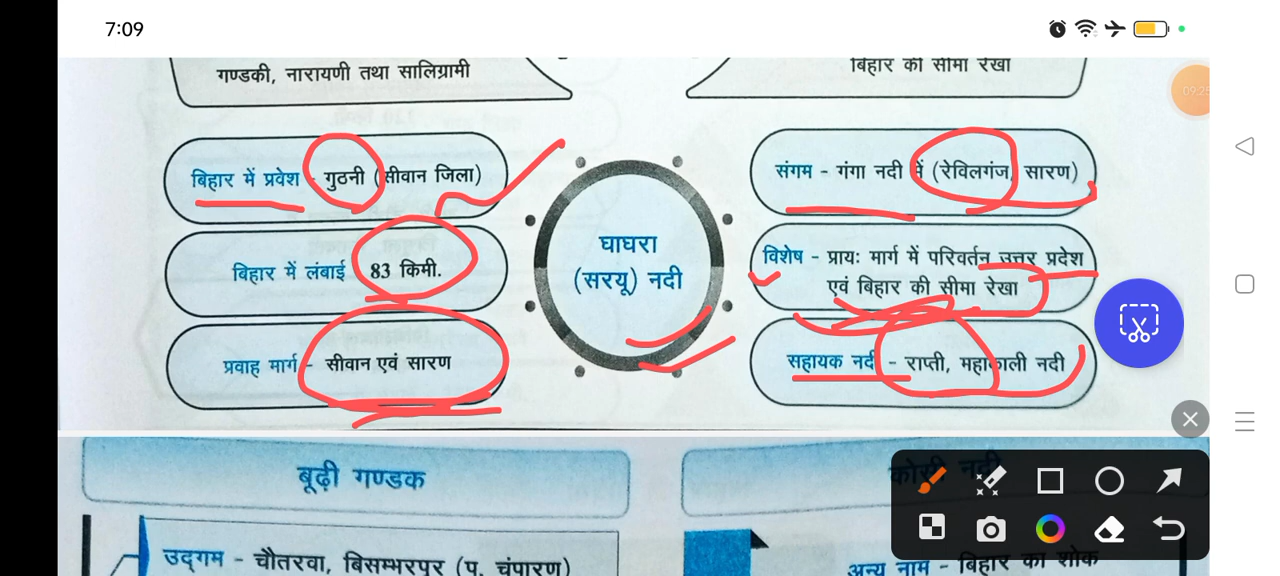 7:09
गण्डकी, नारायणी तथा सालिग्रामी
बिहार की सीमा रेखा
09:25
बिहार में प्रवेश - गुठनी (सीवान जिला)
बिहार में लंबाई 83 किमी.
प्रवाह मार्ग - सीवान एवं सारण
घाघरा
(सरयू) नदी
संगम - गंगा नदी में (रेविलगंज, सारण)
विशेष - प्रायः मार्ग में परिवर्तन उत्तर प्रदेश
एवं बिहार की सीमा रेखा
सहायक नदी - राप्ती, महाकाली नदी
बूढ़ी गण्डक
कोसी नदी
उद्गम - चौतरवा, बिसम्भरपुर (प. चंपारण)
अन्य नाम - बिहार का शोक